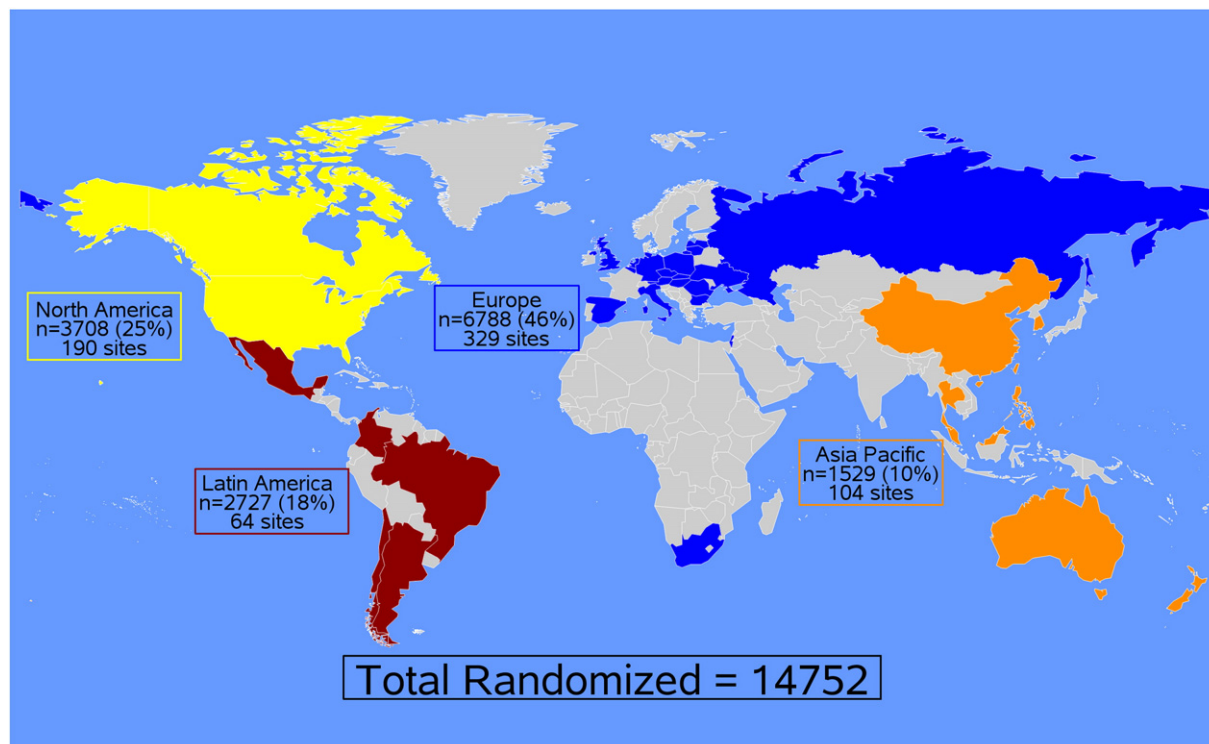 North America
n=3708 (25%)
190 sites
Europe
n=6788 (46%)
329 sites
Latin America
n=2727 (18%)
64 sites
Asia Pacific
n=1529 (10%)
104 sites
Total Randomized = 14752